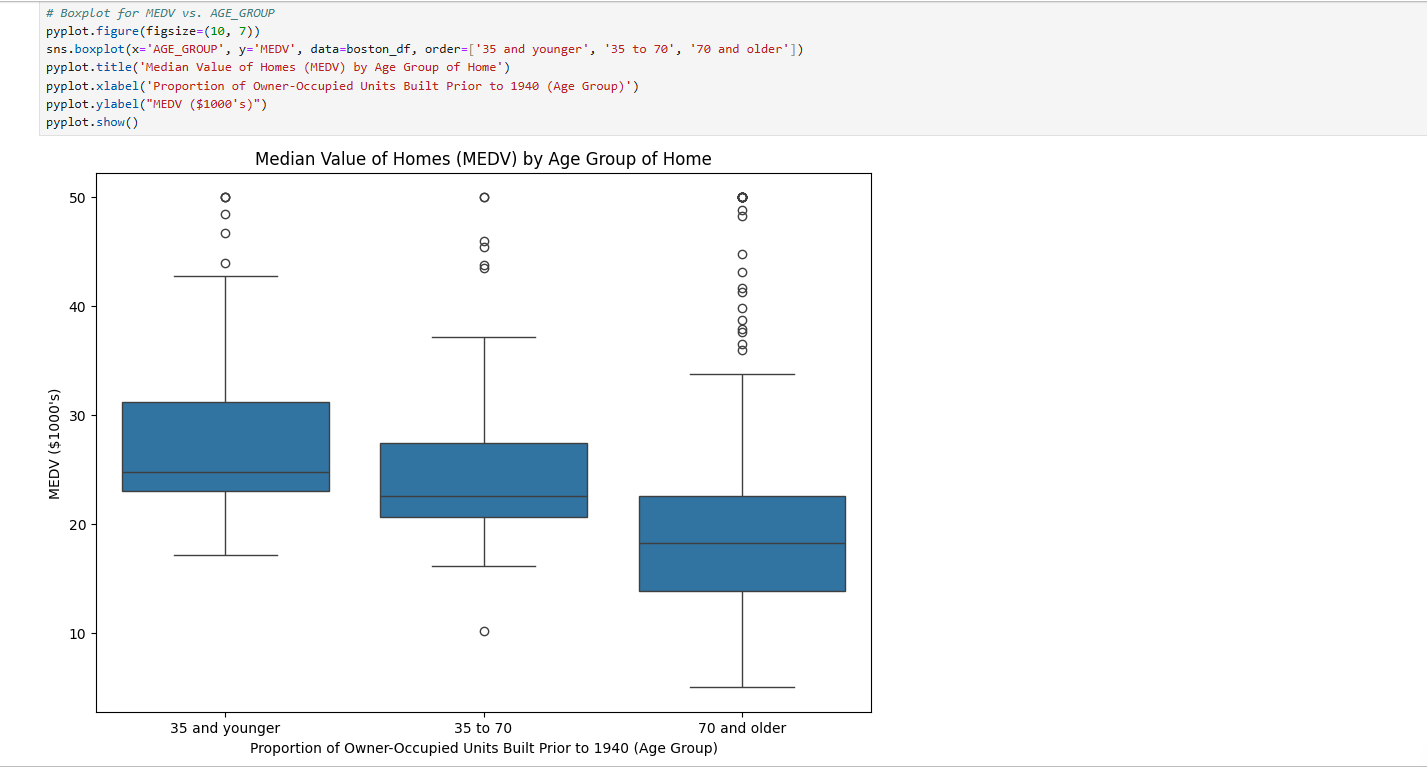 # Boxplot for MEDV vs. AGE_GROUP
pyplot.figure(figsize=(10, 7))
sns.boxplot(x='AGE_GROUP', y='MEDV', data=boston_df, order=['35 and younger', '35 to 70', '70 and older'])
pyplot.title('Median Value of Homes (MEDV) by Age Group of Home')
pyplot.xlabel('Proportion of Owner-Occupied Units Built Prior to 1940 (Age Group)')
pyplot.ylabel("MEDV ($1000's)")
pyplot.show()
Median Value of Homes (MEDV) by Age Group of Home
50
40
30
20
10
MEDV ($1000's)
35 and younger
35 to 70
70 and older
Proportion of Owner-Occupied Units Built Prior to 1940 (Age Group)